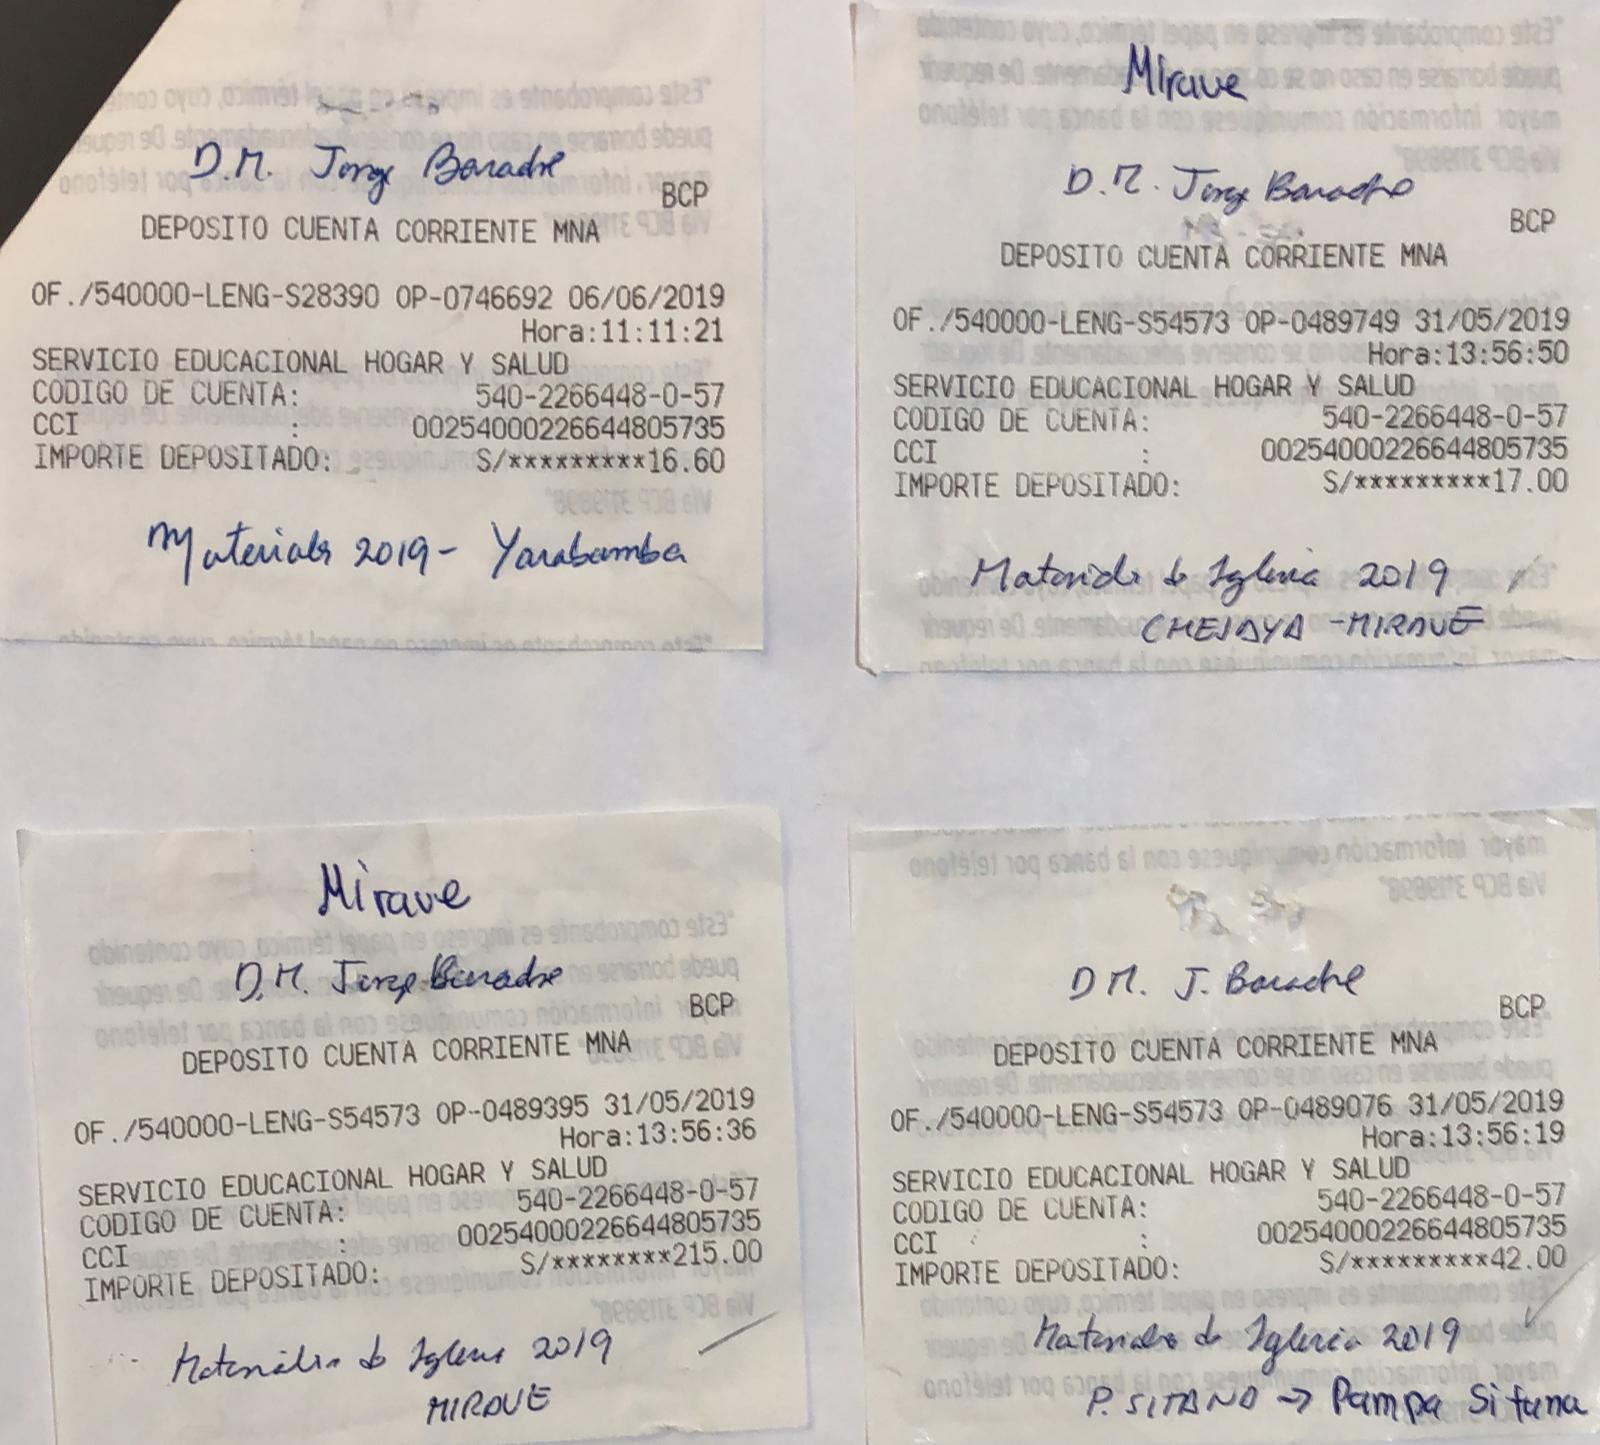 D.M. Jorge
BCP
DEPOSITO CUENTA CORRIENTE MNA
OF./540000-LENG-S28390 OP-0746692 06/06/2019
Hora:11:11:21
SERVICIO EDUCACIONAL HOGAR Y SALUD
CODIGO DE CUENTA: 540-2266448-0-57
CCI : 00254000226644805735
IMPORTE DEPOSITADO: S/*********16.60
Materiales 2019- Yarabamba
Mirave
D.M. Jorge
BCP
DEPOSITO CUENTA CORRIENTE MNA
OF./540000-LENG-S54573 OP-0489749 31/05/2019
Hora:13:56:50
SERVICIO EDUCACIONAL HOGAR Y SALUD
CODIGO DE CUENTA: 540-2266448-0-57
CCI : 00254000226644805735
IMPORTE DEPOSITADO: S/*********17.00
Materiales de Iglesia 2019
CHEJAYA -MIRAVE
Mirave
D.M. Jorge
BCP
DEPOSITO CUENTA CORRIENTE MNA
OF./540000-LENG-S54573 OP-0489395 31/05/2019
Hora:13:56:36
SERVICIO EDUCACIONAL HOGAR Y SALUD
CODIGO DE CUENTA: 540-2266448-0-57
CCI : 00254000226644805735
IMPORTE DEPOSITADO: S/********215.00
Materiales de Iglesia 2019
MIRAVE
D M. J.
BCP
DEPOSITO CUENTA CORRIENTE MNA
OF./540000-LENG-S54573 OP-0489076 31/05/2019
Hora:13:56:19
SERVICIO EDUCACIONAL HOGAR Y SALUD
CODIGO DE CUENTA: 540-2266448-0-57
CCI : 00254000226644805735
IMPORTE DEPOSITADO: S/*********42.00
Materiales de Iglesia 2019
P. SITANA → Pampa Sitana